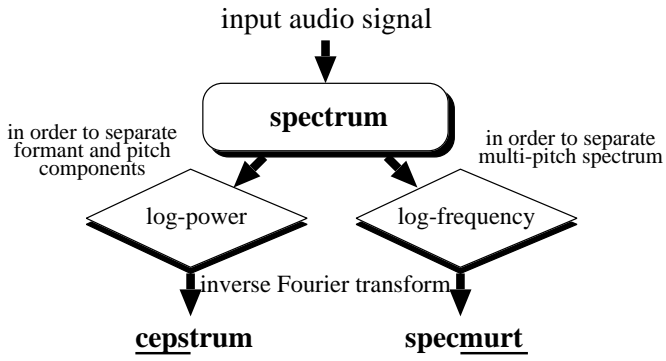 input audio signal
spectrum
in order to separate
formant and pitch
components
in order to separate
multi-pitch spectrum
log-power
log-frequency
inverse Fourier transform
cepstrum
specmurt